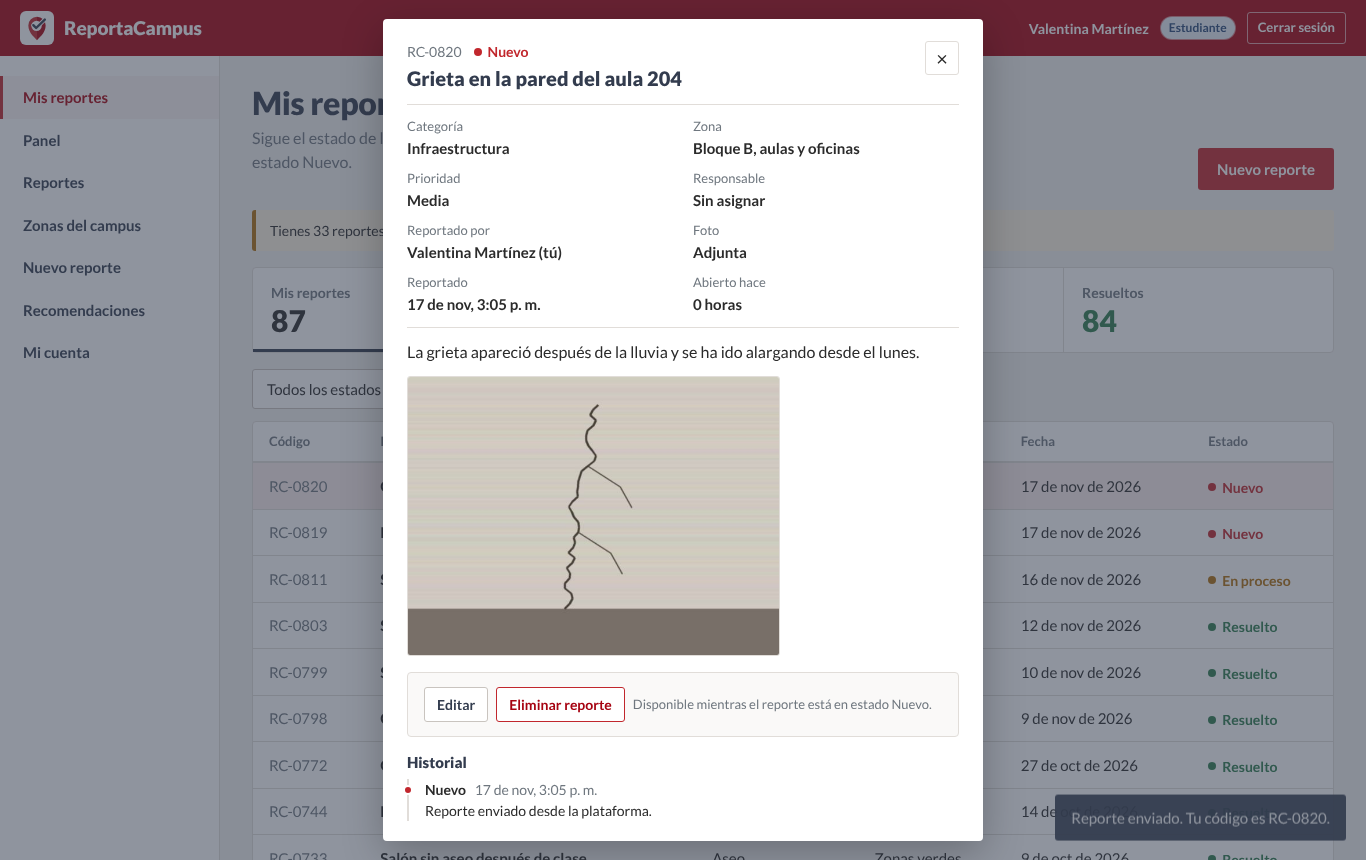 ReportaCampus
Valentina Martínez
Estudiante
Cerrar sesión
Mis reportes
Panel
Reportes
Zonas del campus
Nuevo reporte
Recomendaciones
Mi cuenta
Sigue el estado de
estado Nuevo.
Nuevo reporte
Tienes 33 reportes
Mis reportes
87
Resueltos
84
Todos los estados
Código
Fecha
Estado
RC-0820
17 de nov de 2026
Nuevo
RC-0819
17 de nov de 2026
Nuevo
RC-0811
16 de nov de 2026
En proceso
RC-0803
12 de nov de 2026
Resuelto
RC-0799
10 de nov de 2026
Resuelto
RC-0798
9 de nov de 2026
Resuelto
RC-0772
27 de oct de 2026
Resuelto
RC-0744
14 de
RC-0733
Salón sin aseo después de clase
Aseo
Zonas verdes
9 de oct de 2026
Resuelto
RC-0820
Nuevo
Grieta en la pared del aula 204
Categoría
Infraestructura
Zona
Bloque B, aulas y oficinas
Prioridad
Media
Responsable
Sin asignar
Reportado por
Valentina Martínez (tú)
Foto
Adjunta
Reportado
17 de nov, 3:05 p. m.
Abierto hace
0 horas
La grieta apareció después de la lluvia y se ha ido alargando desde el lunes.
Editar
Eliminar reporte
Disponible mientras el reporte está en estado Nuevo.
Historial
Nuevo 17 de nov, 3:05 p. m.
Reporte enviado desde la plataforma.
Reporte enviado. Tu código es RC-0820.